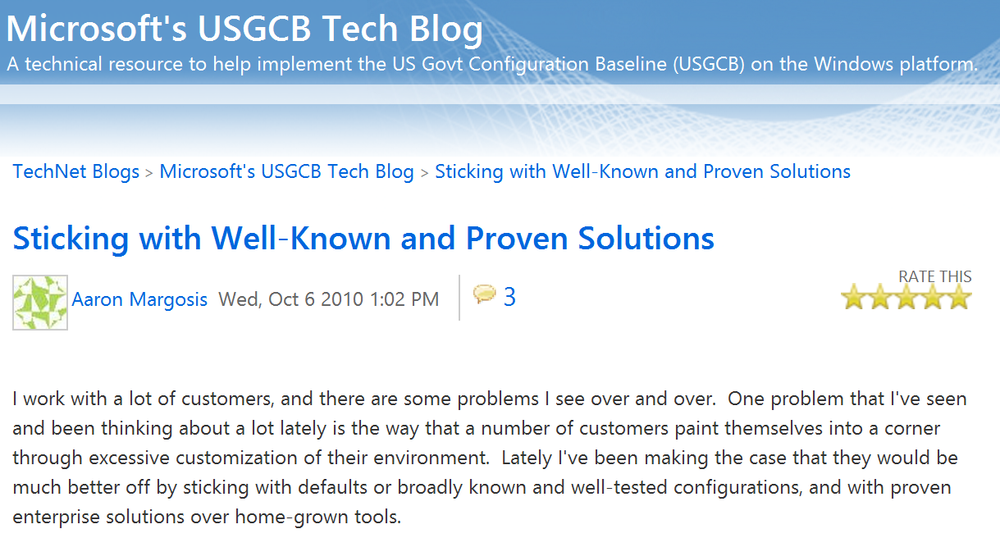 Microsoft's USGCB Tech Blog
A technical resource to help implement the US Govt Configuration Baseline (USGCB) on the Windows platform.
TechNet Blogs > Microsoft's USGCB Tech Blog > Sticking with Well-Known and Proven Solutions
Sticking with Well-Known and Proven Solutions
RATE THIS
Aaron Margosis Wed, Oct 6 2010 1:02 PM 3
I work with a lot of customers, and there are some problems I see over and over. One problem that I've seen
and been thinking about a lot lately is the way that a number of customers paint themselves into a corner
through excessive customization of their environment. Lately I've been making the case that they would be
much better off by sticking with defaults or broadly known and well-tested configurations, and with proven
enterprise solutions over home-grown tools.